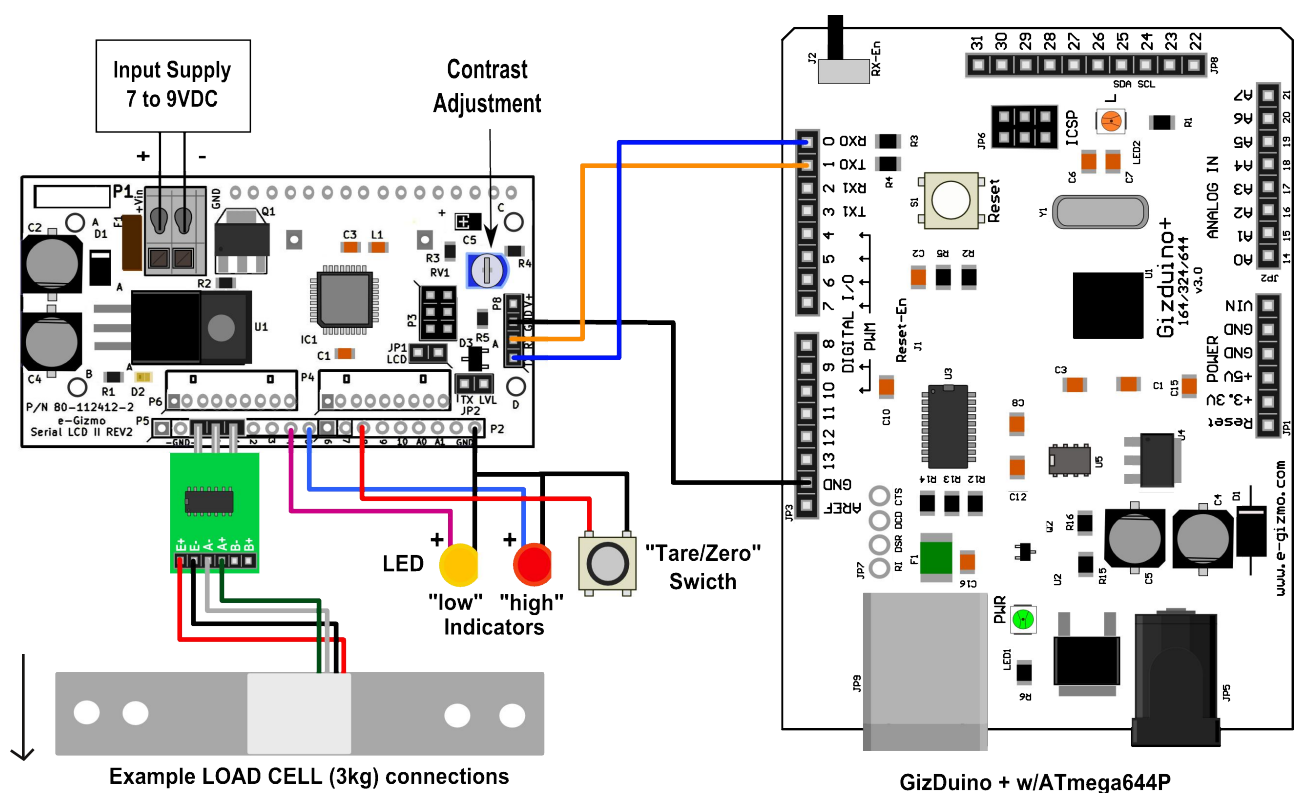 Input Supply
7 to 9VDC
+
-
Contrast
Adjustment
P1
+Vin
GND
F1
C2
A
D1
A
Q1
R2
U1
C3
L1
IC1
C1
+
C5
C
R3
RV1
R4
P8
V+
GND
R
A
T
P3
R5
D3
JP1
LCD
TX LVL
JP2
D
C4
B
R1
D2
A
P6
P4
P/N 80-112412-2
e-Gizmo
Serial LCD II REV2
P5
P2
-GND-
2
3
6
7
8
9
10
A0
A1
GND
E+
E-
A-
A+
B-
B+
LED
+
+
"low"
"high"
Indicators
"Tare/Zero"
Swicth
Example LOAD CELL (3kg) connections
J2
RX-En
31
30
29
28
27
26
25
24
23
22
JP8
SDA SCL
JP6
ICSP
L
LED2
R1
C6
C7
Y1
0 RX0
1 TX0
2 RX1
3 TX1
4
5
6
7
DIGITAL I/O
PWM
8
9
10
11
12
13
GND
AREF
JP3
R3
R4
S1
Reset
C2
R5
R2
Reset-En
J1
C10
U3
U1
Gizduino+
164/324/644
v3.0
ANALOG IN
A7 21
A6 20
A5 19
A4 18
A3 17
A2 16
A1 15
A0 14
JP2
VIN
GND
GND
+5V
+3.3V
Reset
POWER
JP1
C3
C1
C15
C8
C12
U5
U4
R14
R13
R12
CTS
DCD
DSR
RI
JP7
F1
C16
Q2
R16
U2
R15
C5
C4
D1
www.e-gizmo.com
PWR
LED1
R6
JP9
JP5
GizDuino + w/ATmega644P